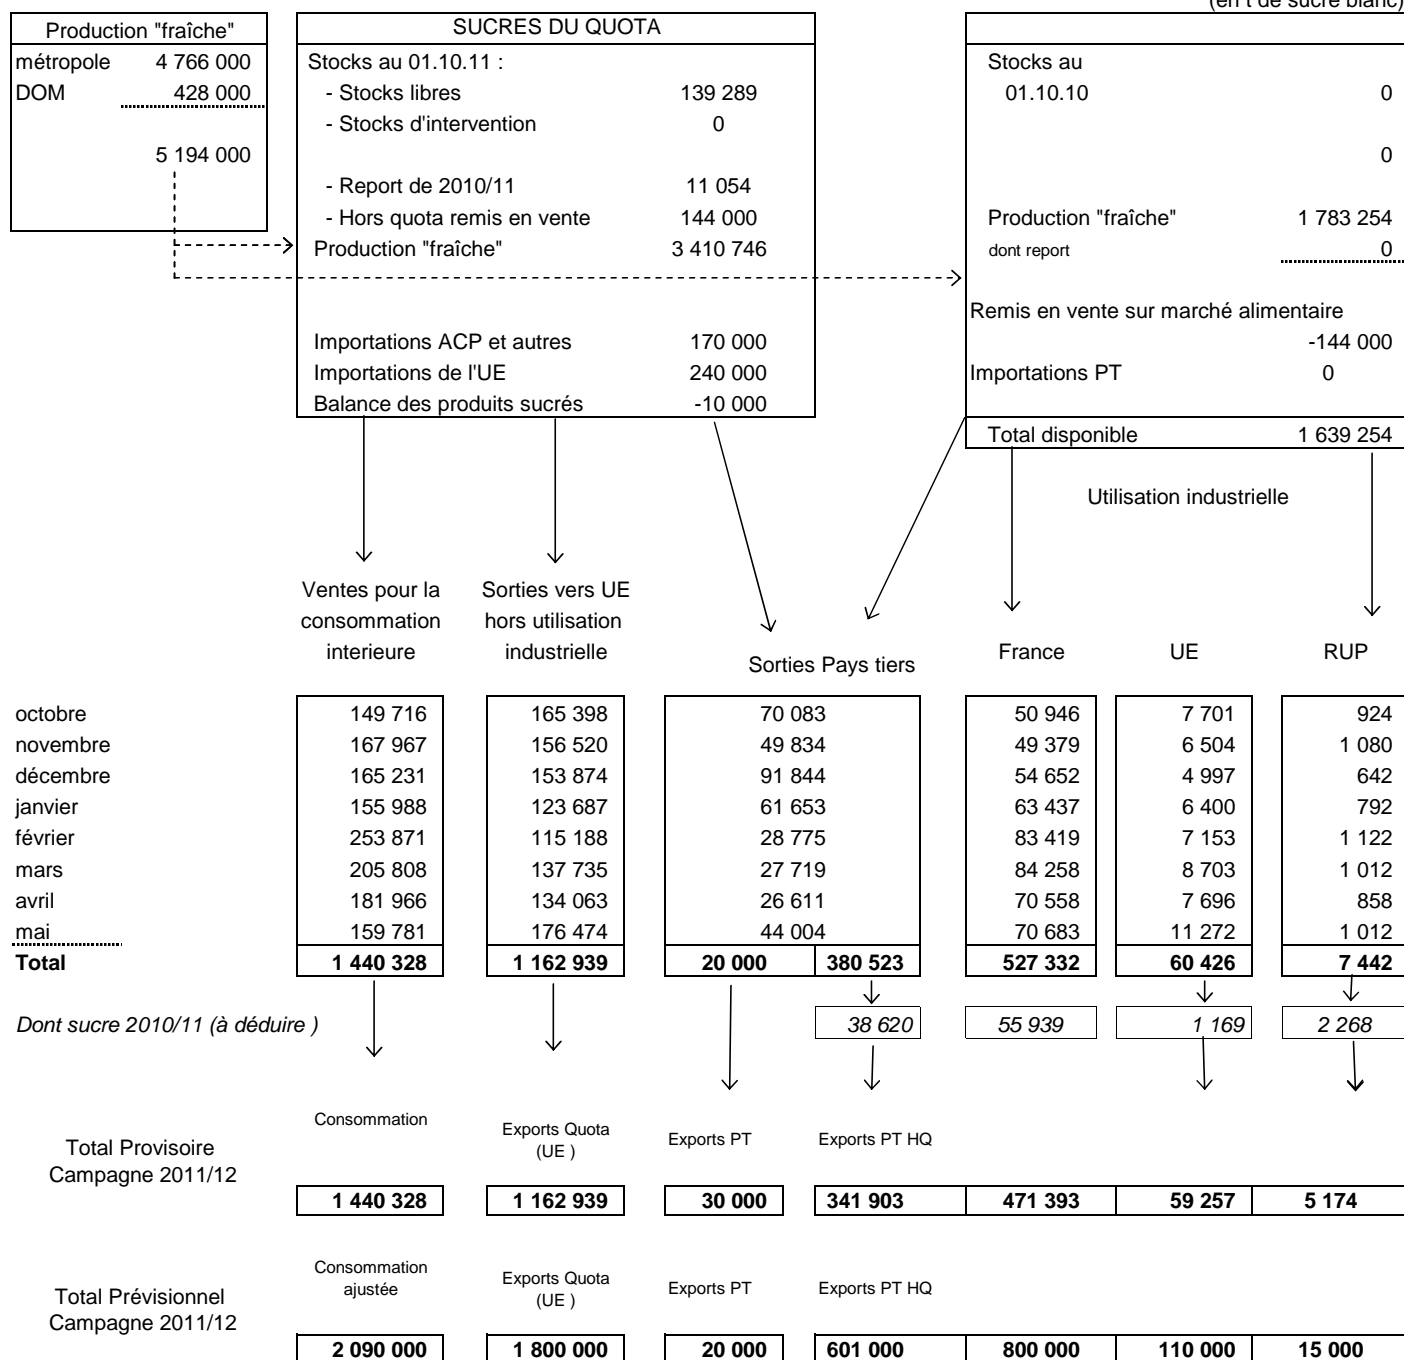 (en t de sucre blanc)
Production "fraîche"
métropole 4 766 000
DOM 428 000
5 194 000
SUCRES DU QUOTA
Stocks au 01.10.11 :
- Stocks libres 139 289
- Stocks d'intervention 0
- Report de 2010/11 11 054
- Hors quota remis en vente 144 000
Production "fraîche" 3 410 746
Importations ACP et autres 170 000
Importations de l'UE 240 000
Balance des produits sucrés -10 000
Stocks au
01.10.10 0
0
Production "fraîche" 1 783 254
dont report 0
Remis en vente sur marché alimentaire
-144 000
Importations PT 0
Total disponible 1 639 254
Utilisation industrielle
Ventes pour la
consommation
interieure
Sorties vers UE
hors utilisation
industrielle
Sorties Pays tiers
France UE RUP
octobre 149 716 165 398 70 083 50 946 7 701 924
novembre 167 967 156 520 49 834 49 379 6 504 1 080
décembre 165 231 153 874 91 844 54 652 4 997 642
janvier 155 988 123 687 61 653 63 437 6 400 792
février 253 871 115 188 28 775 83 419 7 153 1 122
mars 205 808 137 735 27 719 84 258 8 703 1 012
avril 181 966 134 063 26 611 70 558 7 696 858
mai 159 781 176 474 44 004 70 683 11 272 1 012
Total 1 440 328 1 162 939 20 000 380 523 527 332 60 426 7 442
Dont sucre 2010/11 (à déduire ) 38 620 55 939 1 169 2 268
Total Provisoire
Campagne 2011/12
Consommation
Exports Quota
(UE )
Exports PT
Exports PT HQ
1 440 328 1 162 939 30 000 341 903 471 393 59 257 5 174
Total Prévisionnel
Campagne 2011/12
Consommation
ajustée
Exports Quota
(UE )
Exports PT
Exports PT HQ
2 090 000 1 800 000 20 000 601 000 800 000 110 000 15 000